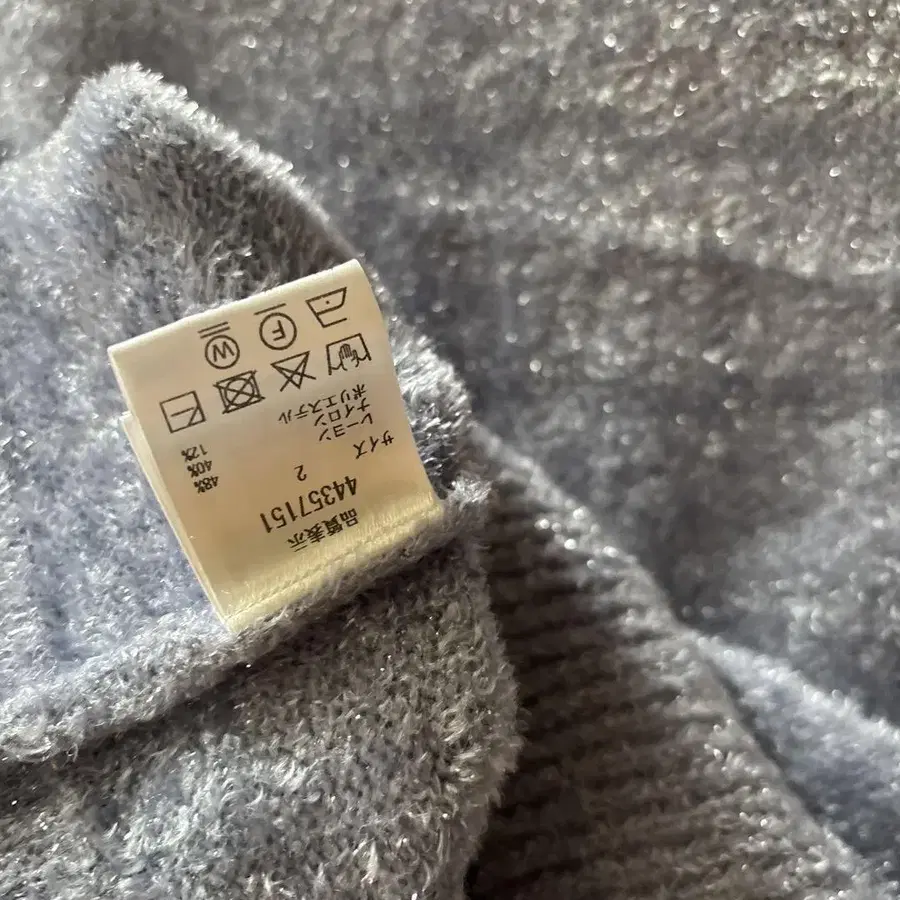 品質表示
44357151
サイズ 2
レーヨン 48%
ナイロン 40%
ポリエステル 12%
F
W